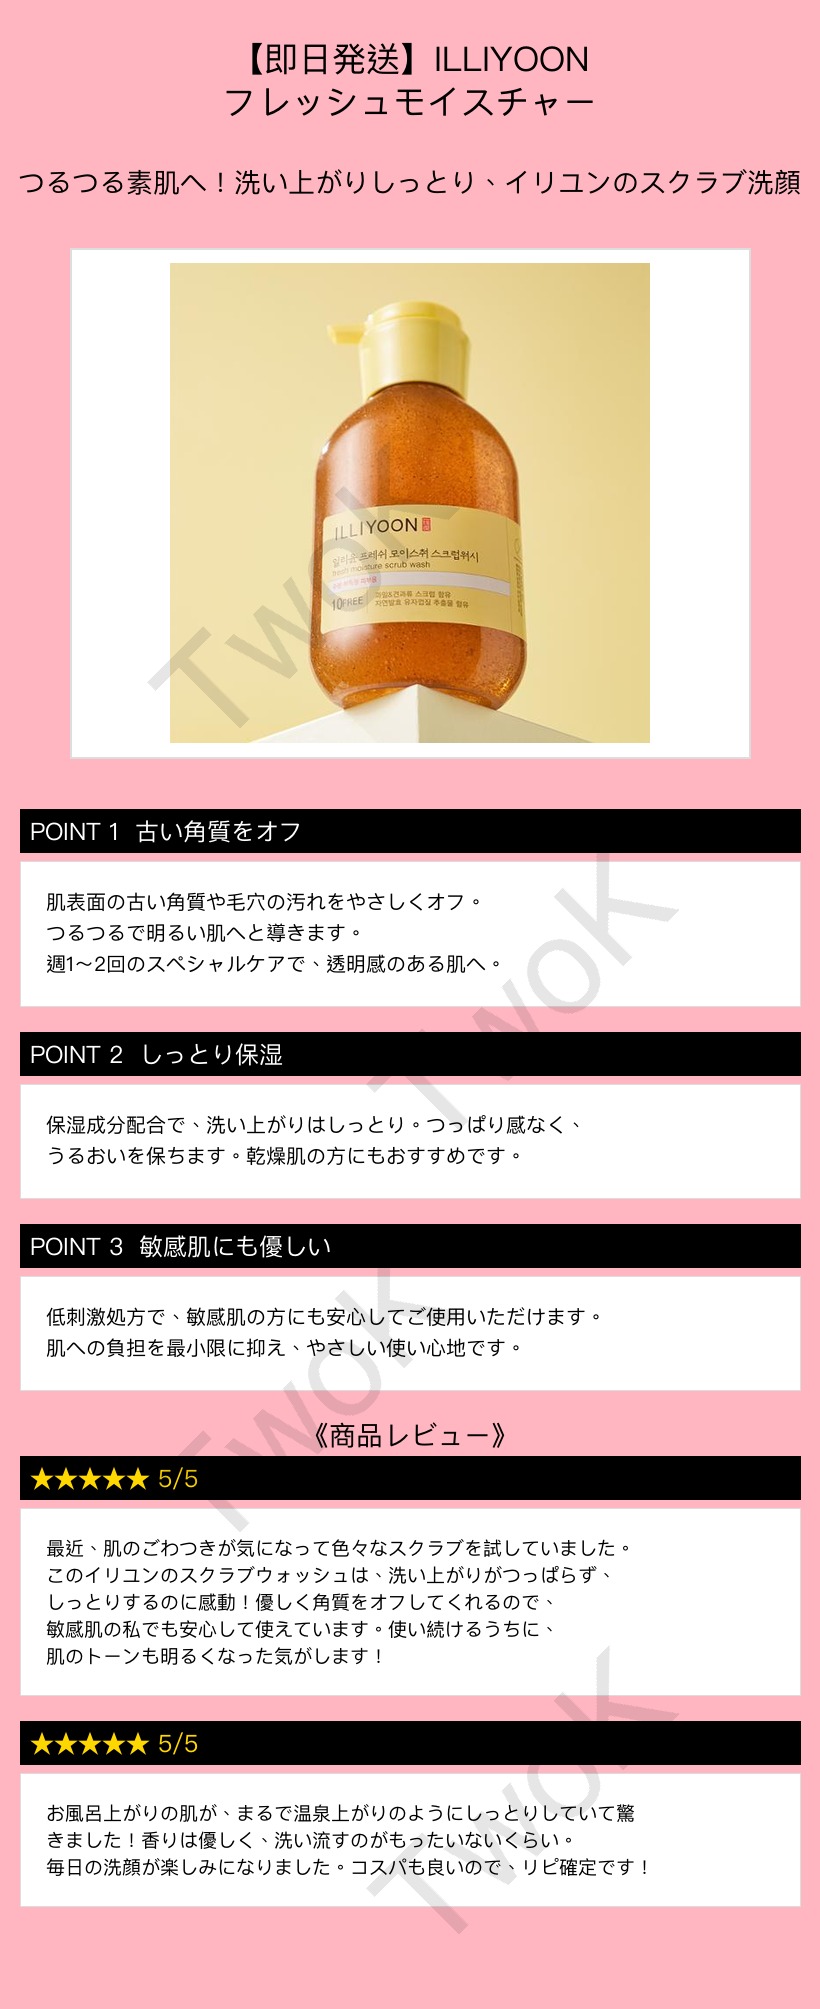 【即日発送】ILLIYOON
フレッシュモイスチャー
つるつる素肌へ！洗い上がりしっとり、イリユンのスクラブ洗顔
ILLIYOON
일리윤 프레쉬 모이스춰 스크럽워시
fresh moisture scrub wash
10FREE
과일&견과류 스크럽 함유
자연발효 유자껍질 추출물 함유
POINT 1 古い角質をオフ
肌表面の古い角質や毛穴の汚れをやさしくオフ。
つるつるで明るい肌へと導きます。
週1〜2回のスペシャルケアで、透明感のある肌へ。
POINT 2 しっとり保湿
保湿成分配合で、洗い上がりはしっとり。つっぱり感なく、
うるおいを保ちます。乾燥肌の方にもおすすめです。
POINT 3 敏感肌にも優しい
低刺激処方で、敏感肌の方にも安心してご使用いただけます。
肌への負担を最小限に抑え、やさしい使い心地です。
《商品レビュー》
★★★★★ 5/5
最近、肌のごわつきが気になって色々なスクラブを試していました。
このイリユンのスクラブウォッシュは、洗い上がりがつっぱらず、
しっとりするのに感動！優しく角質をオフしてくれるので、
敏感肌の私でも安心して使えています。使い続けるうちに、
肌のトーンも明るくなった気がします！
★★★★★ 5/5
お風呂上がりの肌が、まるで温泉上がりのようにしっとりしていて驚
きました！香りは優しく、洗い流すのがもったいないくらい。
毎日の洗顔が楽しみになりました。コスパも良いので、リピ確定です！
TwoK
TwoK
TwoK
TwoK